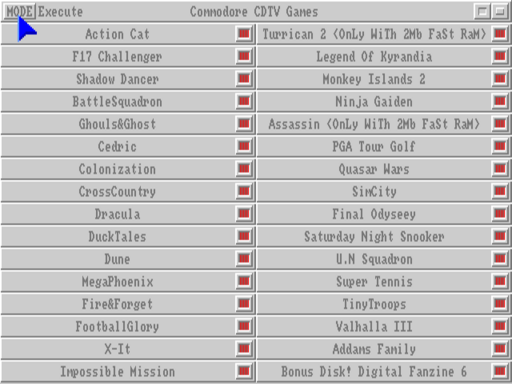 MODE Execute Commodore CDTV Games
Action Cat Turrican 2 <OnLy WiTh 2Mb FaSt RaM>
F17 Challenger Legend Of Kyrandia
Shadow Dancer Monkey Islands 2
BattleSquadron Ninja Gaiden
Ghouls&Ghost Assassin <OnLy WiTh 2Mb FaSt RaM>
Cedric PGA Tour Golf
Colonization Quasar Wars
CrossCountry SimCity
Dracula Final Odyseey
DuckTales Saturday Night Snooker
Dune U.N Squadron
MegaPhoenix Super Tennis
Fire&Forget TinyTroops
FootballGlory Valhalla III
X-It Addams Family
Impossible Mission Bonus Disk! Digital Fanzine 6